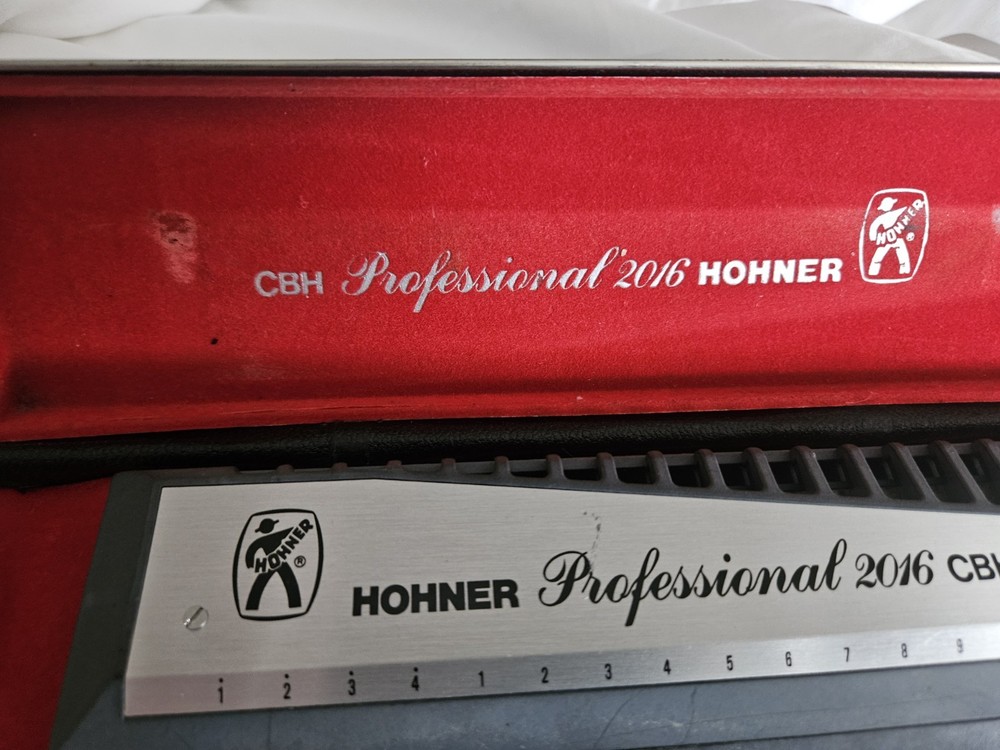 CBH Professional 2016 HOHNER
HOHNER
HOHNER ®
HOHNER Professional 2016 CBH
1 2 3 4 1 2 3 4 5 6 7 8 9